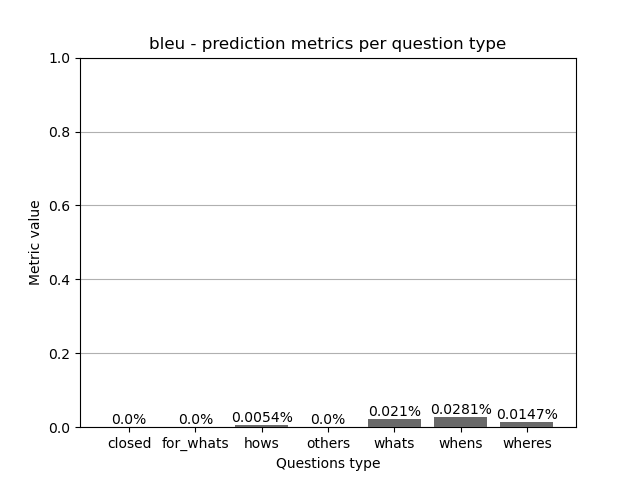 bleu - prediction metrics per question type
1.0
0.8
0.6
0.4
0.2
0.0
Metric value
0.0% 0.0% 0.0054% 0.0% 0.021% 0.0281% 0.0147%
closed for_whats hows others whats whens wheres
Questions type